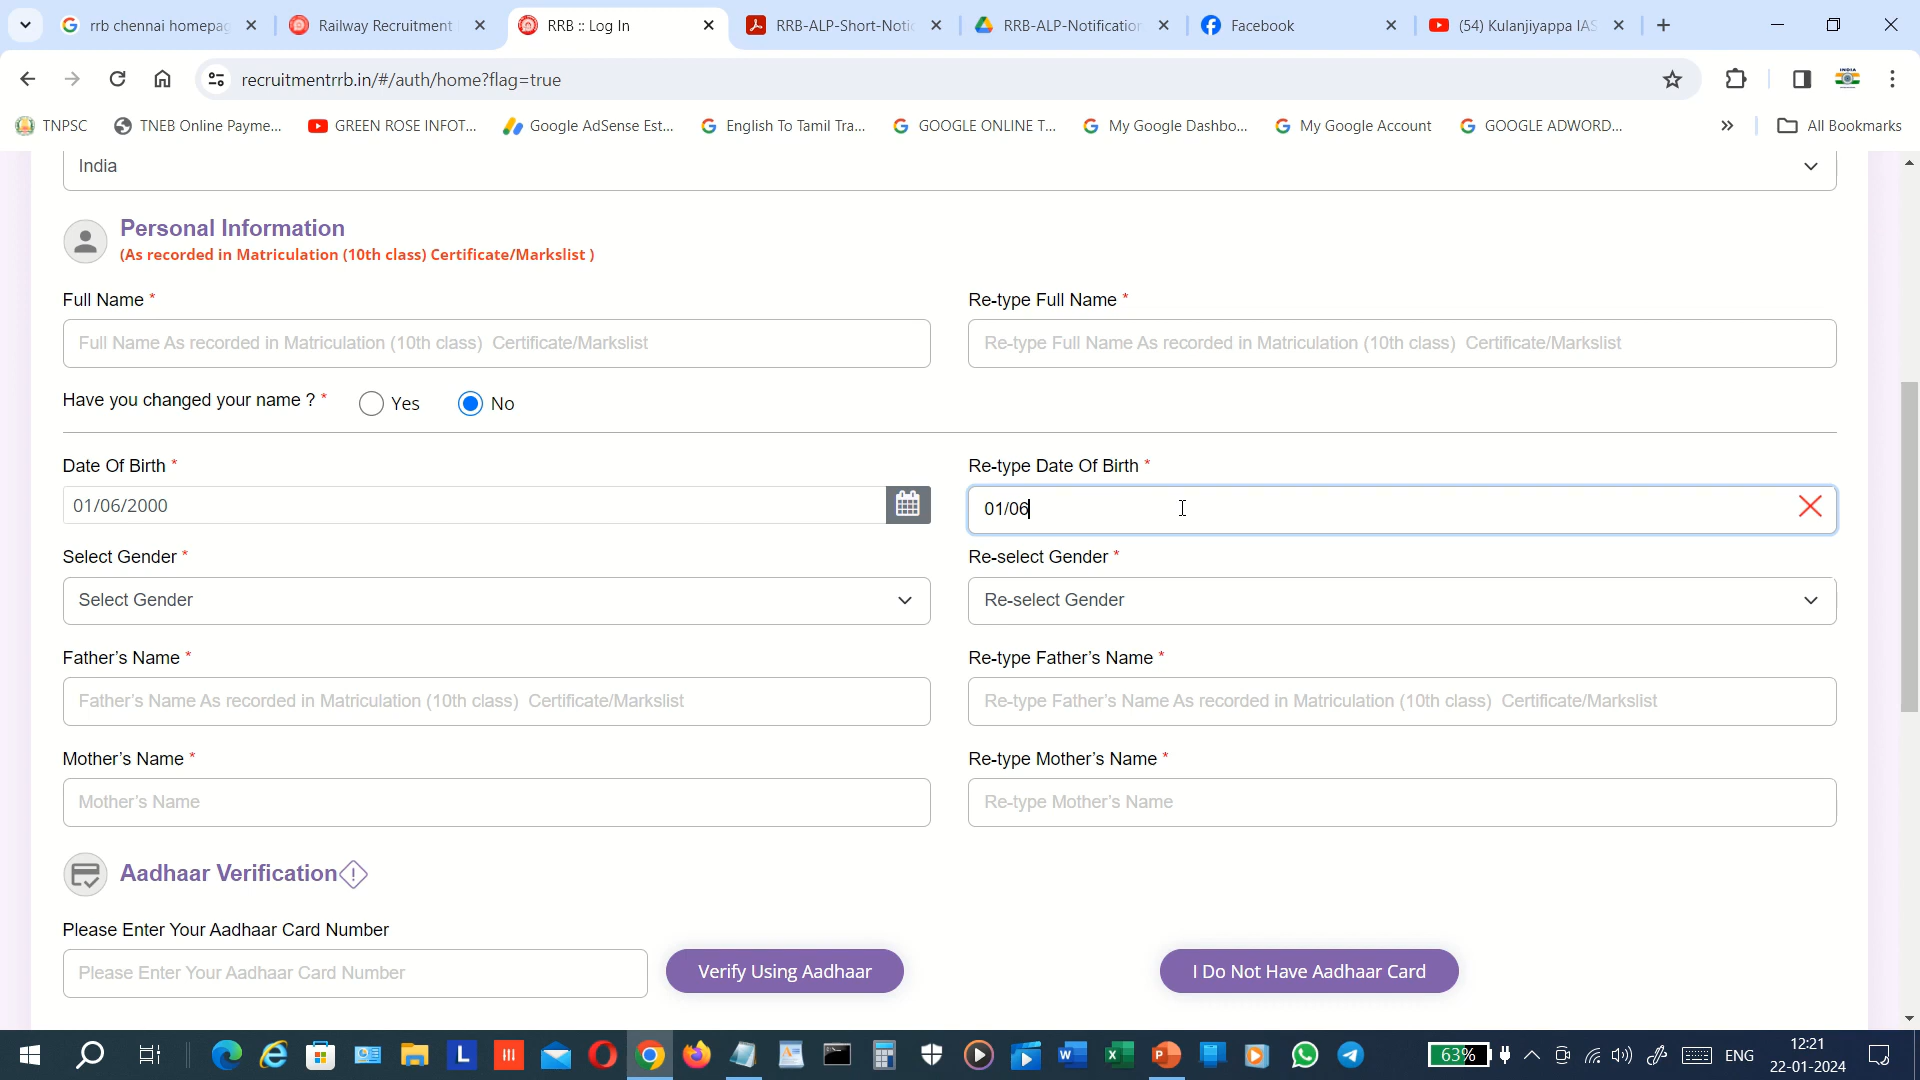 rrb chennai homepag
Railway Recruitment
RRB :: Log In
RRB-ALP-Short-Notic
RRB-ALP-Notification
Facebook
(54) Kulanjiyappa IAS
recruitmentrrb.in/#/auth/home?flag=true
TNPSC
TNEB Online Payme...
GREEN ROSE INFOT...
Google AdSense Est...
English To Tamil Tra...
GOOGLE ONLINE T...
My Google Dashbo...
My Google Account
GOOGLE ADWORD...
All Bookmarks
India
Personal Information
(As recorded in Matriculation (10th class) Certificate/Markslist )
Full Name *
Re-type Full Name *
Full Name As recorded in Matriculation (10th class) Certificate/Markslist
Re-type Full Name As recorded in Matriculation (10th class) Certificate/Markslist
Have you changed your name ? *
Yes
No
Date Of Birth *
Re-type Date Of Birth *
01/06/2000
01/06
Select Gender *
Re-select Gender *
Select Gender
Re-select Gender
Father's Name *
Re-type Father's Name *
Father's Name As recorded in Matriculation (10th class) Certificate/Markslist
Re-type Father's Name As recorded in Matriculation (10th class) Certificate/Markslist
Mother's Name *
Re-type Mother's Name *
Mother's Name
Re-type Mother's Name
Aadhaar Verification
Please Enter Your Aadhaar Card Number
Please Enter Your Aadhaar Card Number
Verify Using Aadhaar
I Do Not Have Aadhaar Card
63%
ENG
12:21
22-01-2024